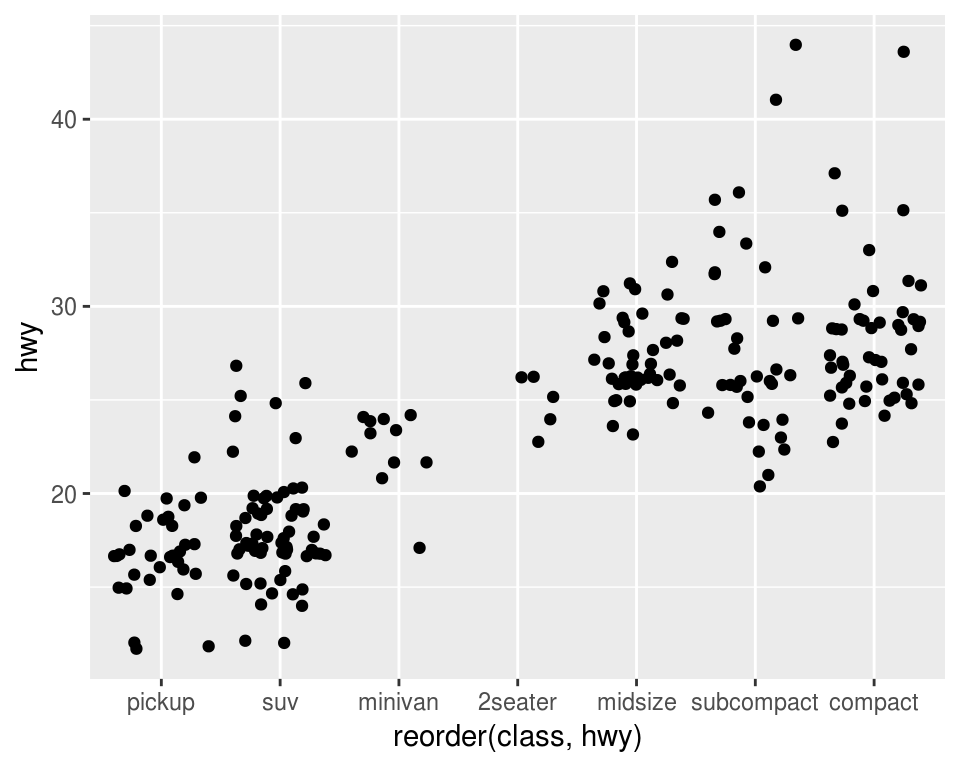 hwy
40
30
20
pickup suv minivan 2seater midsize subcompact compact
reorder(class, hwy)